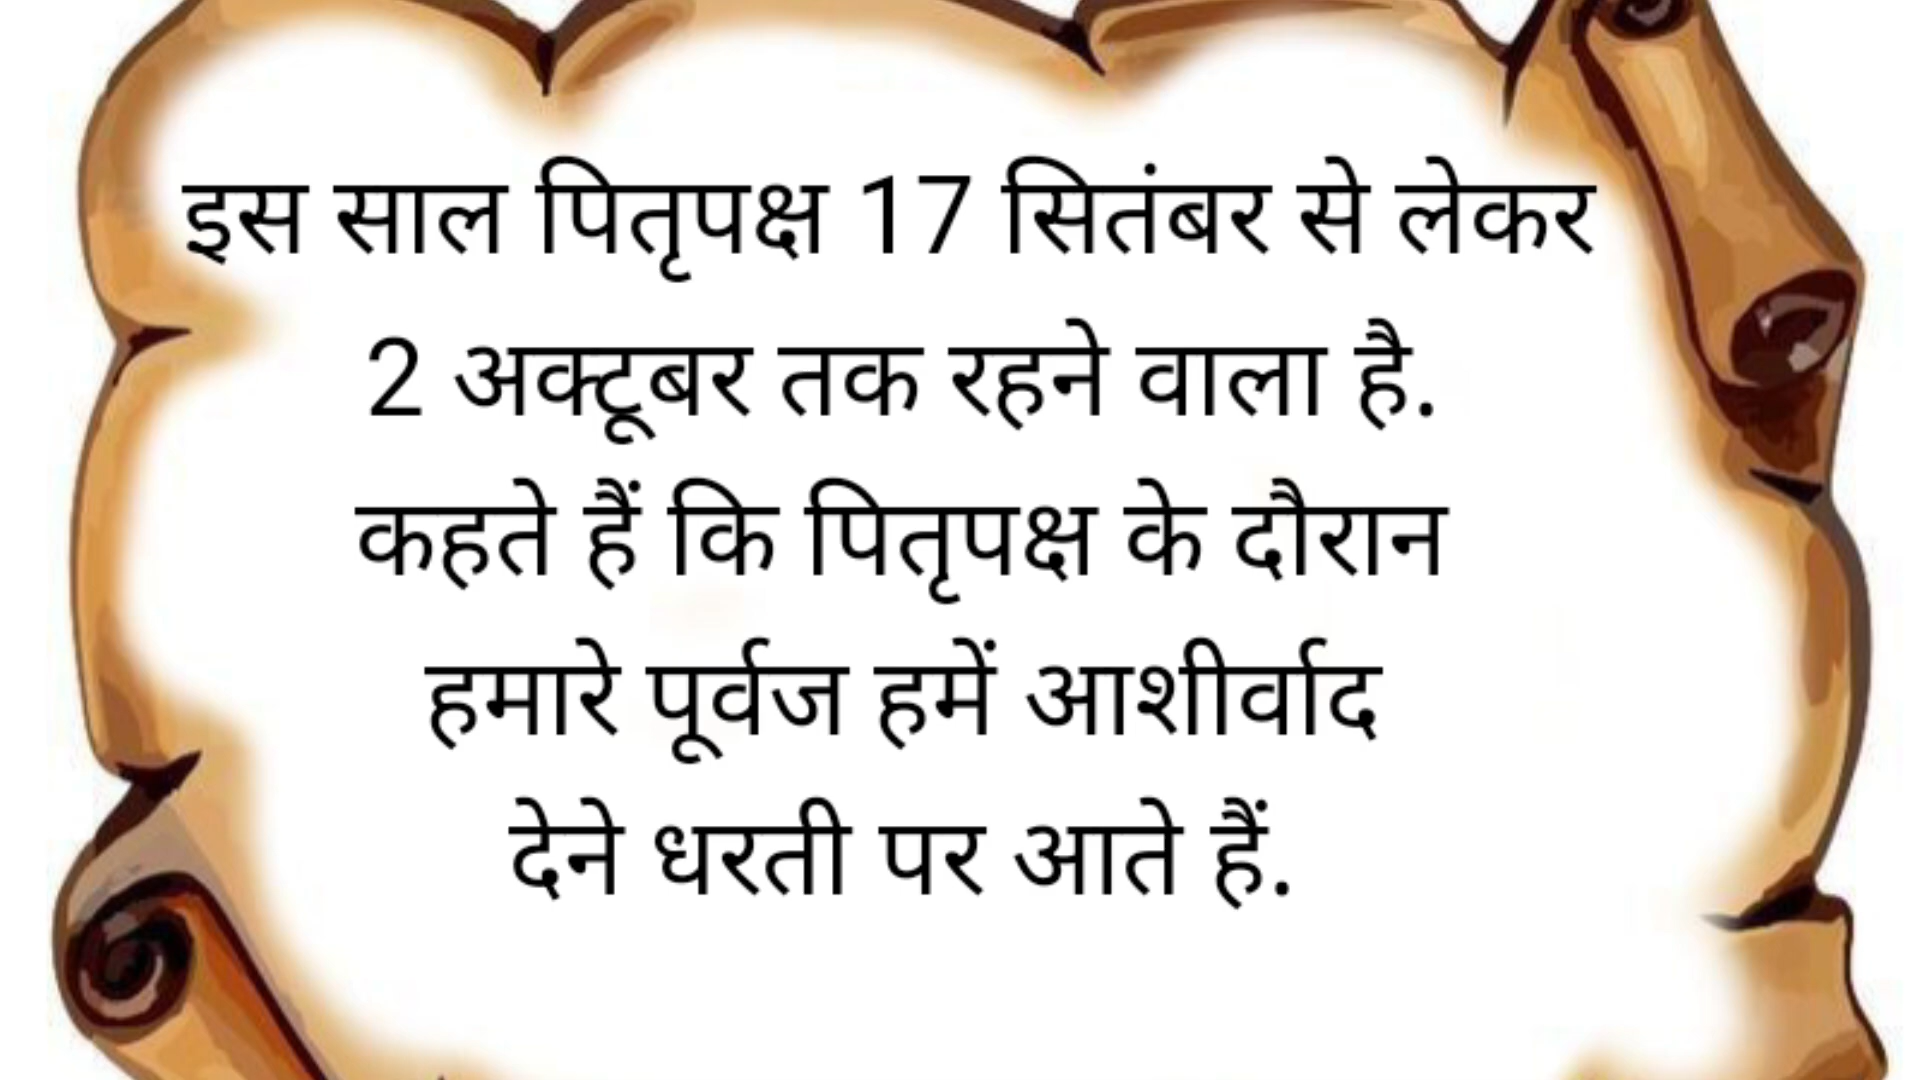 इस साल पितृपक्ष 17 सितंबर से लेकर
2 अक्टूबर तक रहने वाला है.
कहते हैं कि पितृपक्ष के दौरान
हमारे पूर्वज हमें आशीर्वाद
देने धरती पर आते हैं.